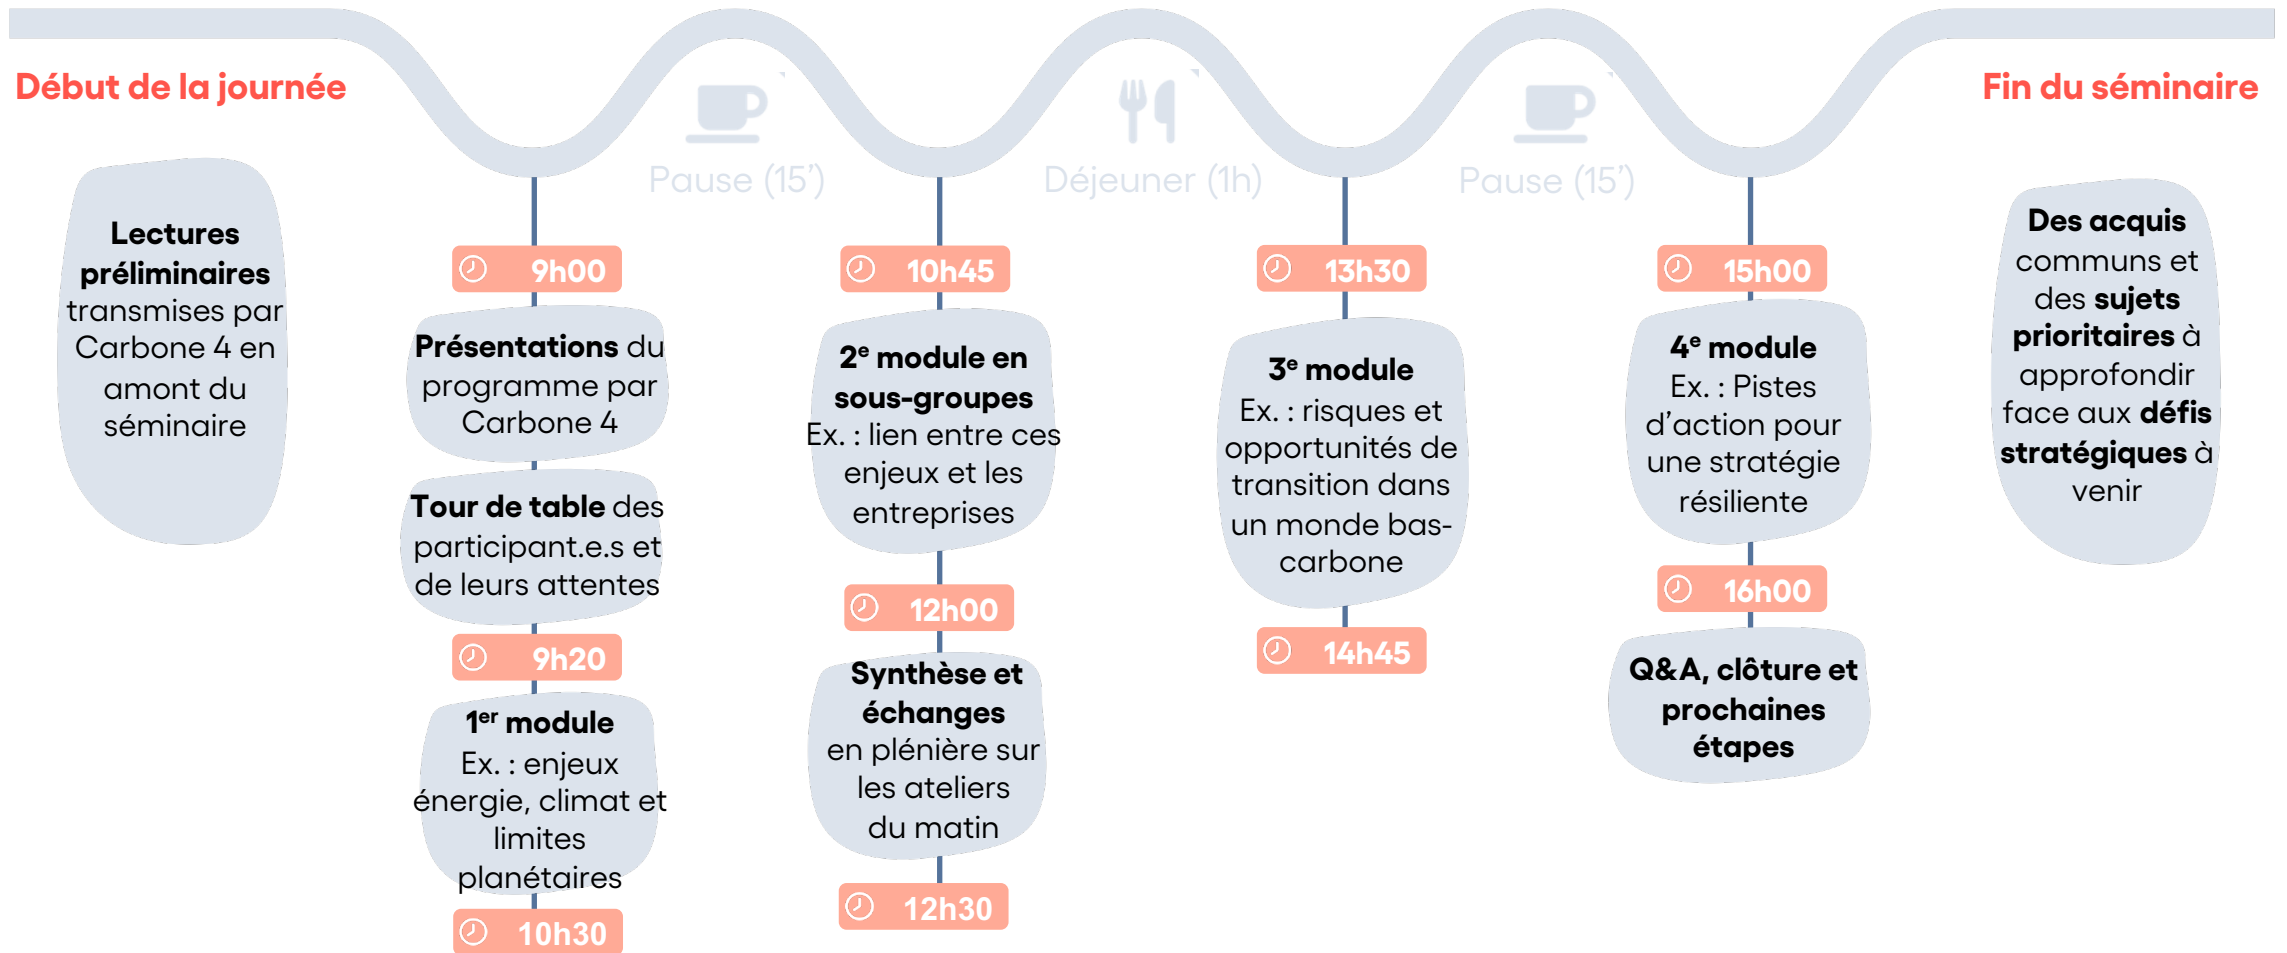 Début de la journée
Lectures
préliminaires
transmises par
Carbone 4 en
amont du
séminaire
9h00
Présentations du
programme par
Carbone 4
Tour de table des
participant.e.s et
de leurs attentes
9h20
1er module
Ex. : enjeux
énergie, climat et
limites
planétaires
10h30
Pause (15’)
10h45
2e module en
sous-groupes
Ex. : lien entre ces
enjeux et les
entreprises
12h00
Synthèse et
échanges
en plénière sur
les ateliers
du matin
12h30
Déjeuner (1h)
13h30
3e module
Ex. : risques et
opportunités de
transition dans
un monde bas-
carbone
14h45
Pause (15’)
15h00
4e module
Ex. : Pistes
d’action pour
une stratégie
résiliente
16h00
Q&A, clôture et
prochaines
étapes
Fin du séminaire
Des acquis
communs et
des sujets
prioritaires à
approfondir
face aux défis
stratégiques à
venir